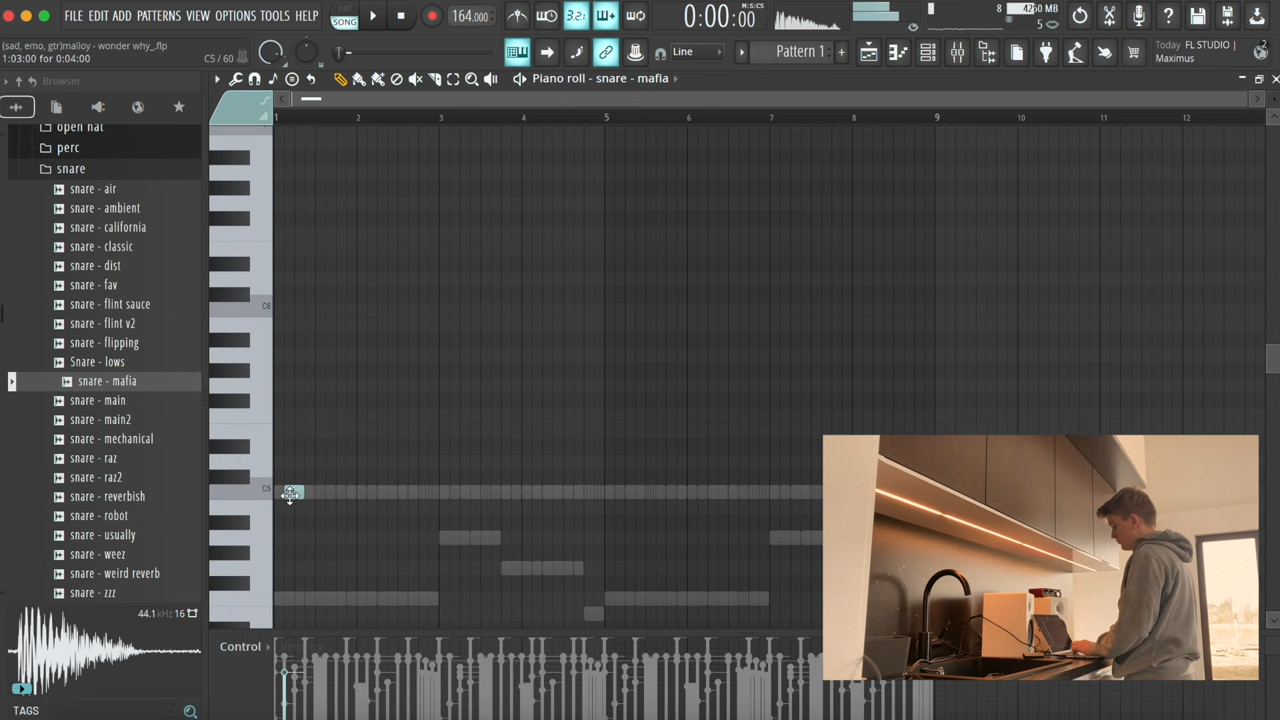 FILE EDIT ADD PATTERNS VIEW OPTIONS TOOLS HELP
PAT
SONG
164.000
3.2.1
0:00:00
M:S:CS
8
4260 MB
5
(sad, emo, gtr)malloy - wonder why_.flp
1:03:00 for 0:04:00
C5 / 60
Line
Pattern 1
Today FL STUDIO |
Maximus
Browser
Piano roll - snare - mafia
open hat
perc
snare
snare - air
snare - ambient
snare - california
snare - classic
snare - dist
snare - fav
snare - flint sauce
snare - flint v2
snare - flipping
Snare - lows
snare - mafia
snare - main
snare - main2
snare - mechanical
snare - raz
snare - raz2
snare - reverbish
snare - robot
snare - usually
snare - weez
snare - weird reverb
snare - zzz
44.1 kHz 16
TAGS
1 2 3 4 5 6 7 8 9 10 11 12
C6
C5
Control